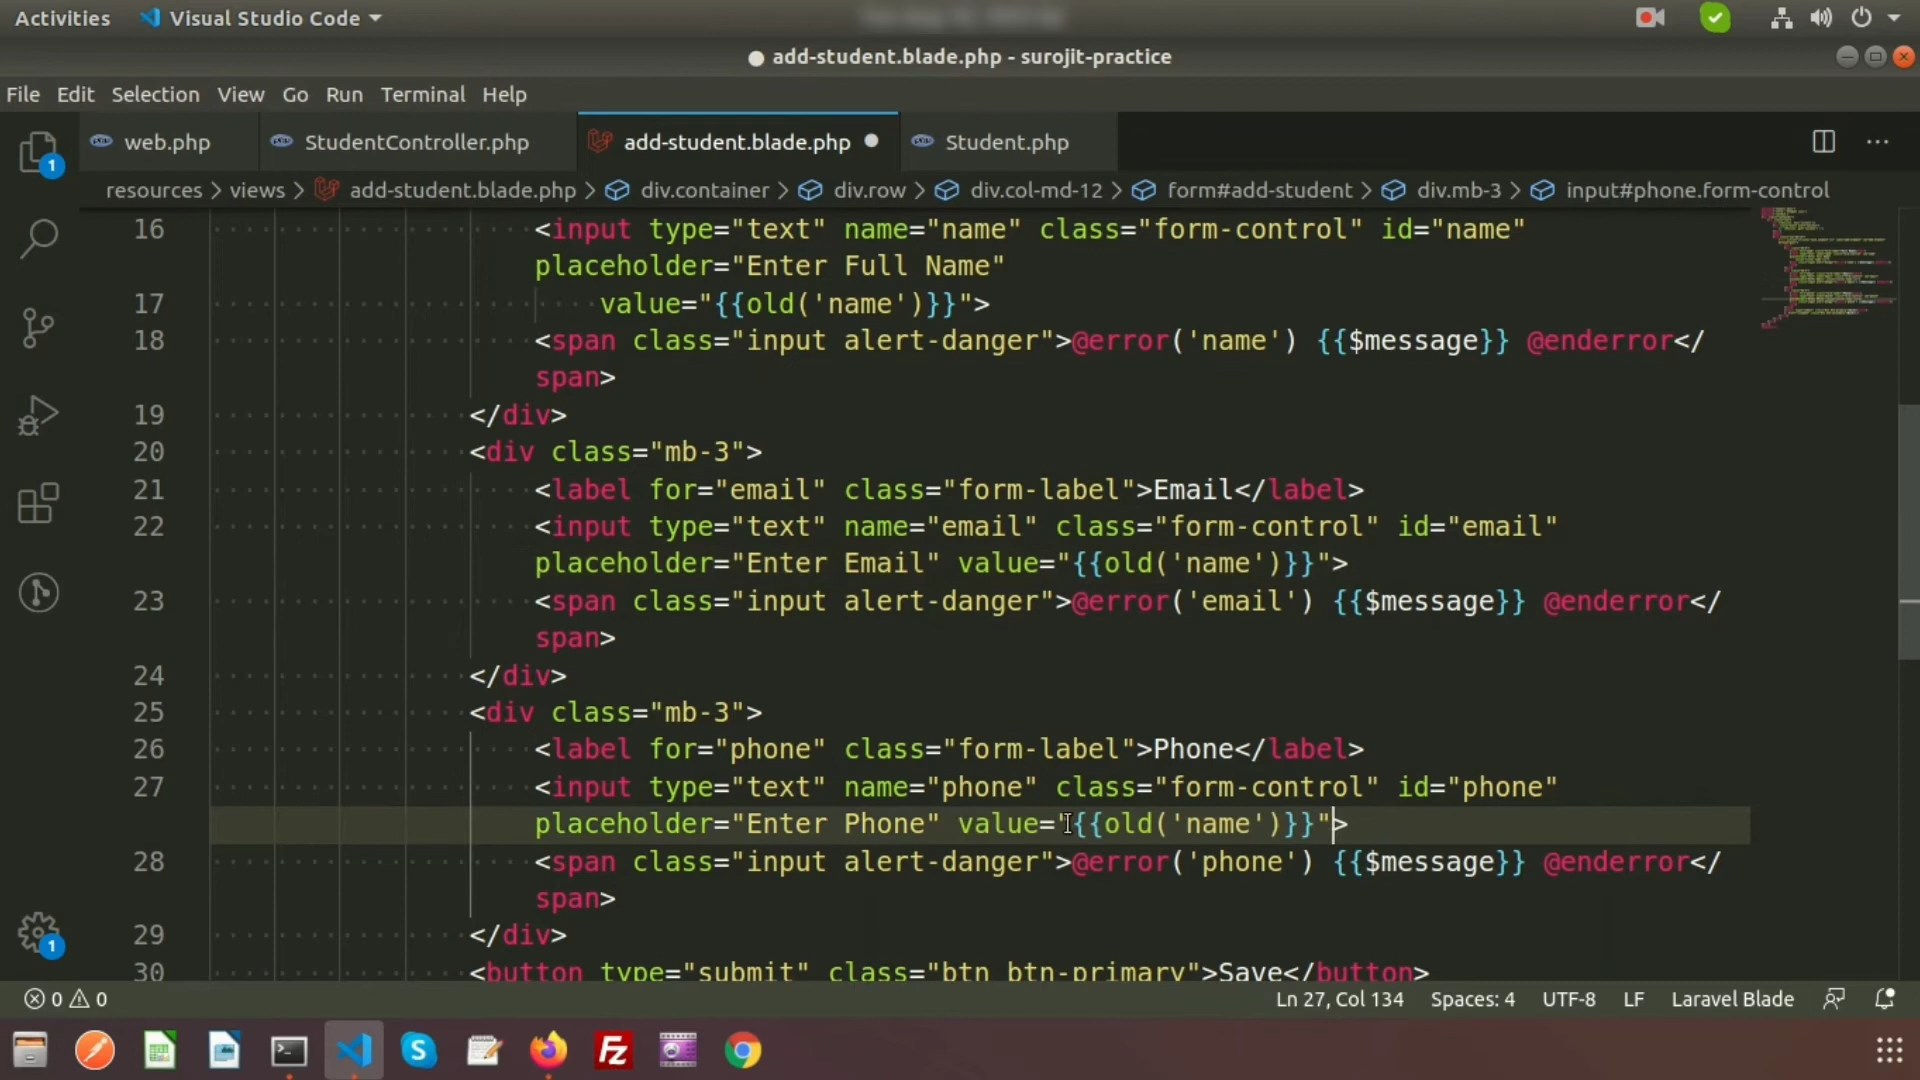 Activities Visual Studio Code
add-student.blade.php - surojit-practice
File Edit Selection View Go Run Terminal Help
1 web.php StudentController.php add-student.blade.php Student.php
resources > views > add-student.blade.php > div.container > div.row > div.col-md-12 > form#add-student > div.mb-3 > input#phone.form-control
16 <input type="text" name="name" class="form-control" id="name"
placeholder="Enter Full Name"
17 value="{{old('name')}}">
18 <span class="input alert-danger">@error('name') {{$message}} @enderror</
span>
19 </div>
20 <div class="mb-3">
21 <label for="email" class="form-label">Email</label>
22 <input type="text" name="email" class="form-control" id="email"
placeholder="Enter Email" value="{{old('name')}}">
23 <span class="input alert-danger">@error('email') {{$message}} @enderror</
span>
24 </div>
25 <div class="mb-3">
26 <label for="phone" class="form-label">Phone</label>
27 <input type="text" name="phone" class="form-control" id="phone"
placeholder="Enter Phone" value="{{old('name')}}">
28 <span class="input alert-danger">@error('phone') {{$message}} @enderror</
span>
29 </div>
30 <button type="submit" class="btn btn-primary">Save</button>
1
0 0 Ln 27, Col 134 Spaces: 4 UTF-8 LF Laravel Blade
S Fz